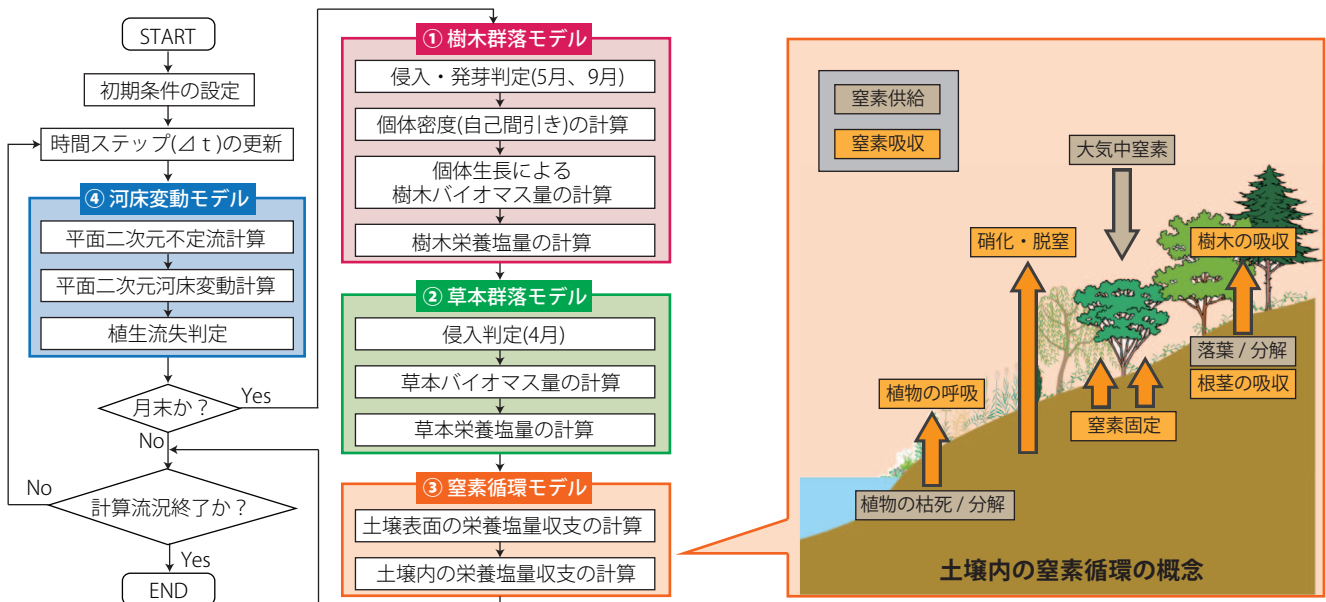 START
初期条件の設定
時間ステップ(⊿ t )の更新
④ 河床変動モデル
平面二次元不定流計算
平面二次元河床変動計算
植生流失判定
月末か？
Yes
No
計算流況終了か？
No
Yes
END
① 樹木群落モデル
侵入・発芽判定(5月、9月)
個体密度(自己間引き)の計算
個体生長による
樹木バイオマス量の計算
樹木栄養塩量の計算
② 草本群落モデル
侵入判定(4月)
草本バイオマス量の計算
草本栄養塩量の計算
③ 窒素循環モデル
土壌表面の栄養塩量収支の計算
土壌内の栄養塩量収支の計算
窒素供給
窒素吸収
大気中窒素
硝化・脱窒
樹木の吸収
落葉 / 分解
根茎の吸収
植物の呼吸
窒素固定
植物の枯死 / 分解
土壌内の窒素循環の概念